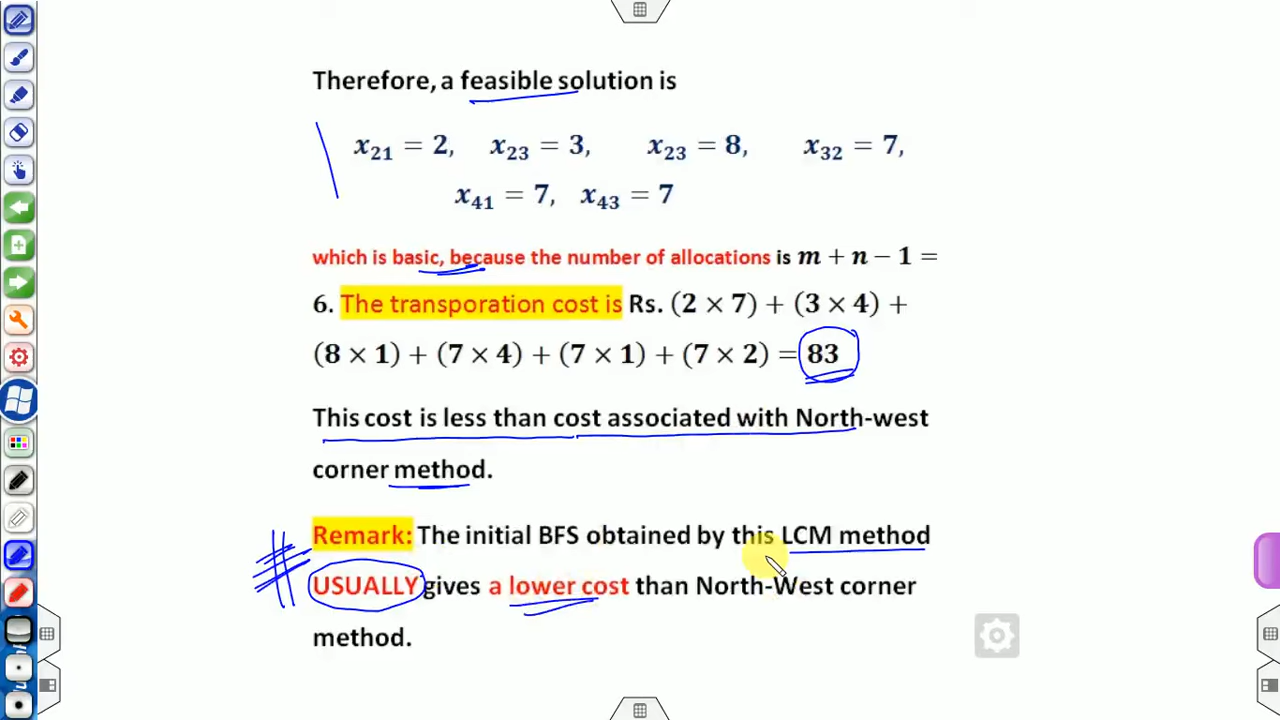 Therefore, a feasible solution is
x₂₁ = 2, x₂₃ = 3, x₂₃ = 8, x₃₂ = 7,
x₄₁ = 7, x₄₃ = 7
which is basic, because the number of allocations is m + n − 1 =
6. The transporation cost is Rs. (2 × 7) + (3 × 4) +
(8 × 1) + (7 × 4) + (7 × 1) + (7 × 2) = 83
This cost is less than cost associated with North-west
corner method.
Remark: The initial BFS obtained by this LCM method
USUALLY gives a lower cost than North-West corner
method.